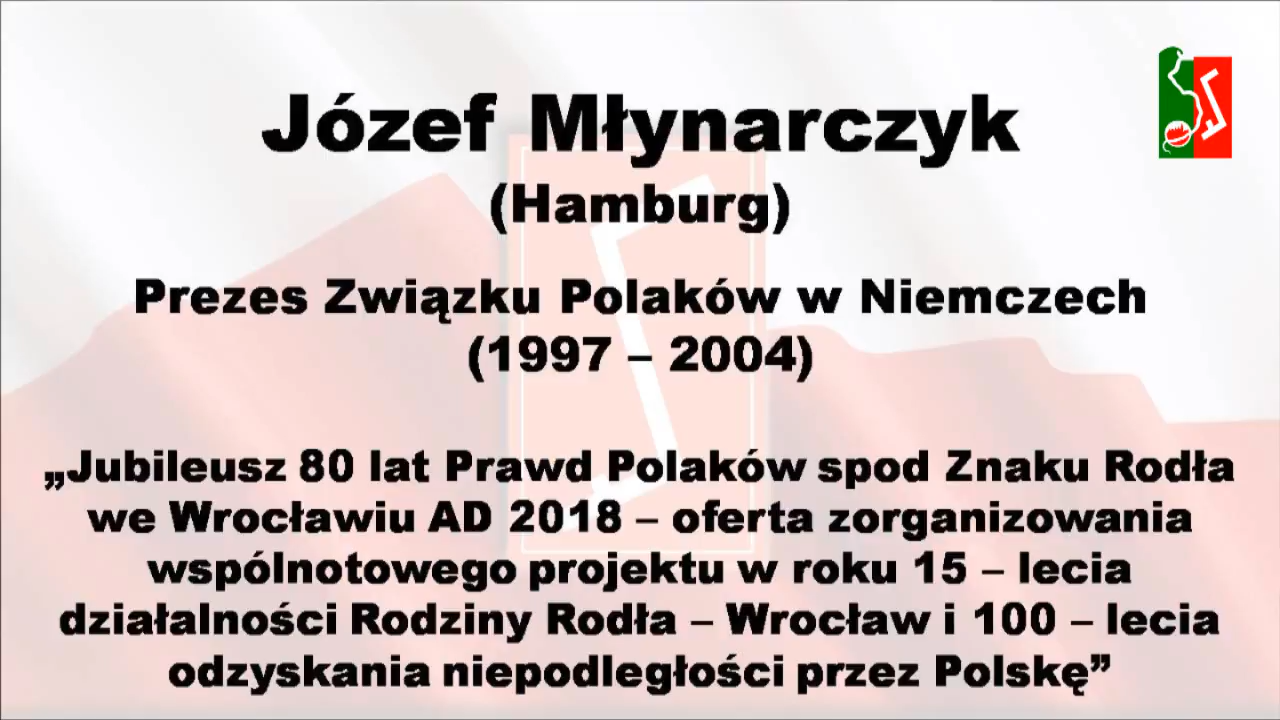 Józef Młynarczyk
(Hamburg)
Prezes Związku Polaków w Niemczech
(1997 – 2004)
„Jubileusz 80 lat Prawd Polaków spod Znaku Rodła
we Wrocławiu AD 2018 – oferta zorganizowania
wspólnotowego projektu w roku 15 – lecia
działalności Rodziny Rodła – Wrocław i 100 – lecia
odzyskania niepodległości przez Polskę”